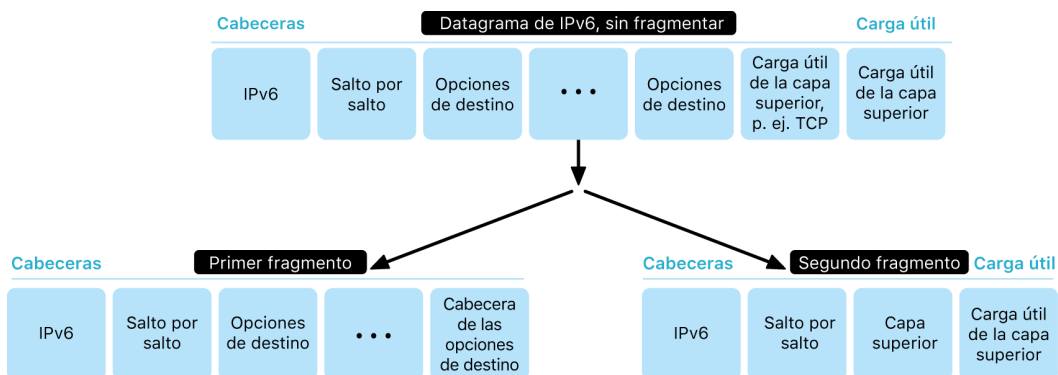 Cabeceras
Datagrama de IPv6, sin fragmentar
Carga útil
IPv6
Salto por
salto
Opciones
de destino
• • •
Opciones
de destino
Carga útil
de la capa
superior,
p. ej. TCP
Carga útil
de la capa
superior
Cabeceras
Primer fragmento
IPv6
Salto por
salto
Opciones
de destino
• • •
Cabecera
de las
opciones
de destino
Cabeceras
Segundo fragmento
Carga útil
IPv6
Salto por
salto
Capa
superior
Carga útil
de la capa
superior